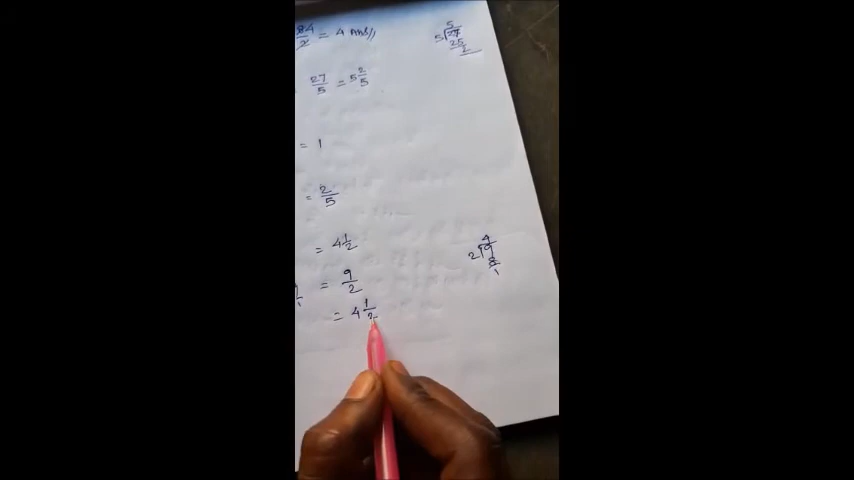 = 4 Ans//
5
5 27
25
2
27/5 = 5 2/5
= 1
= 2/5
= 4 1/2
4
2 9
8
1
= 9/2
= 4 1/2